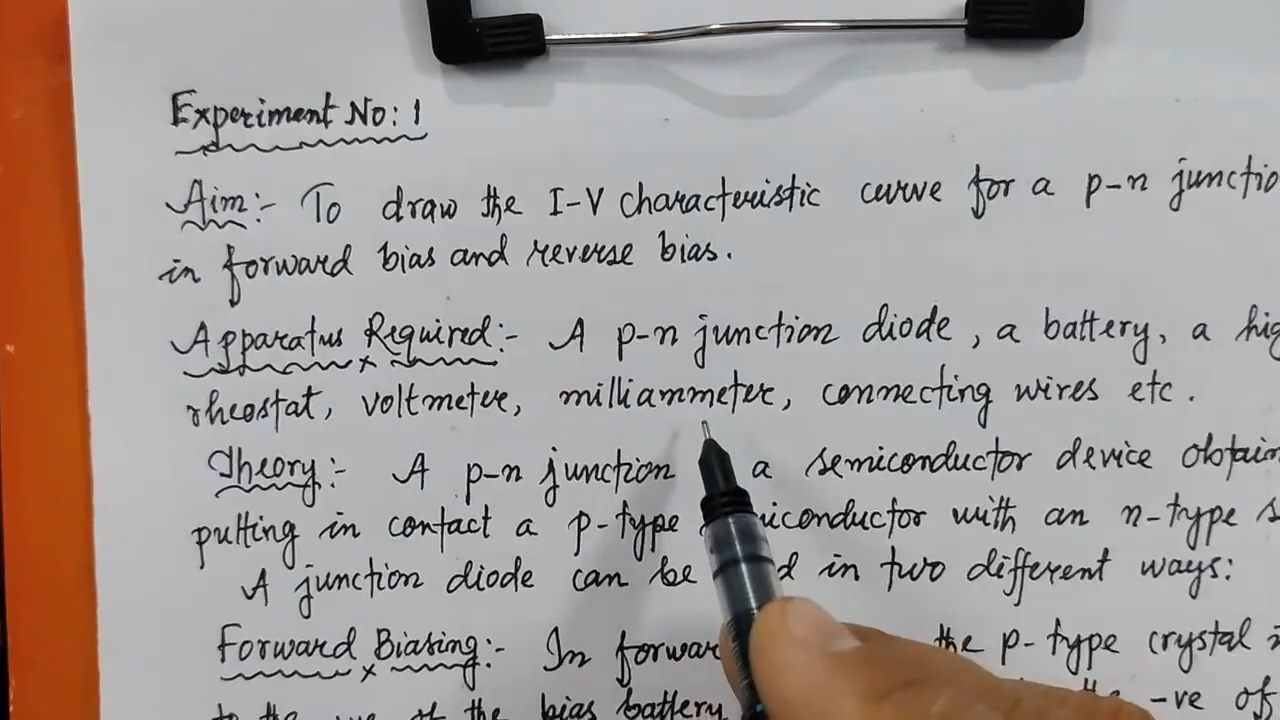 Experiment No: 1
Aim:- To draw the I-V characteristic curve for a p-n junctio
in forward bias and reverse bias.
Apparatus Required:- A p-n junction diode, a battery, a hig
rheostat, voltmeter, milliammeter, connecting wires etc.
Theory:- A p-n junction a semiconductor device obtain
putting in contact a p-type iconductor with an n-type s
A junction diode can be d in two different ways:
Forward Biasing:- In forwar the p-type crystal i
to the of the bias battery the -ve of